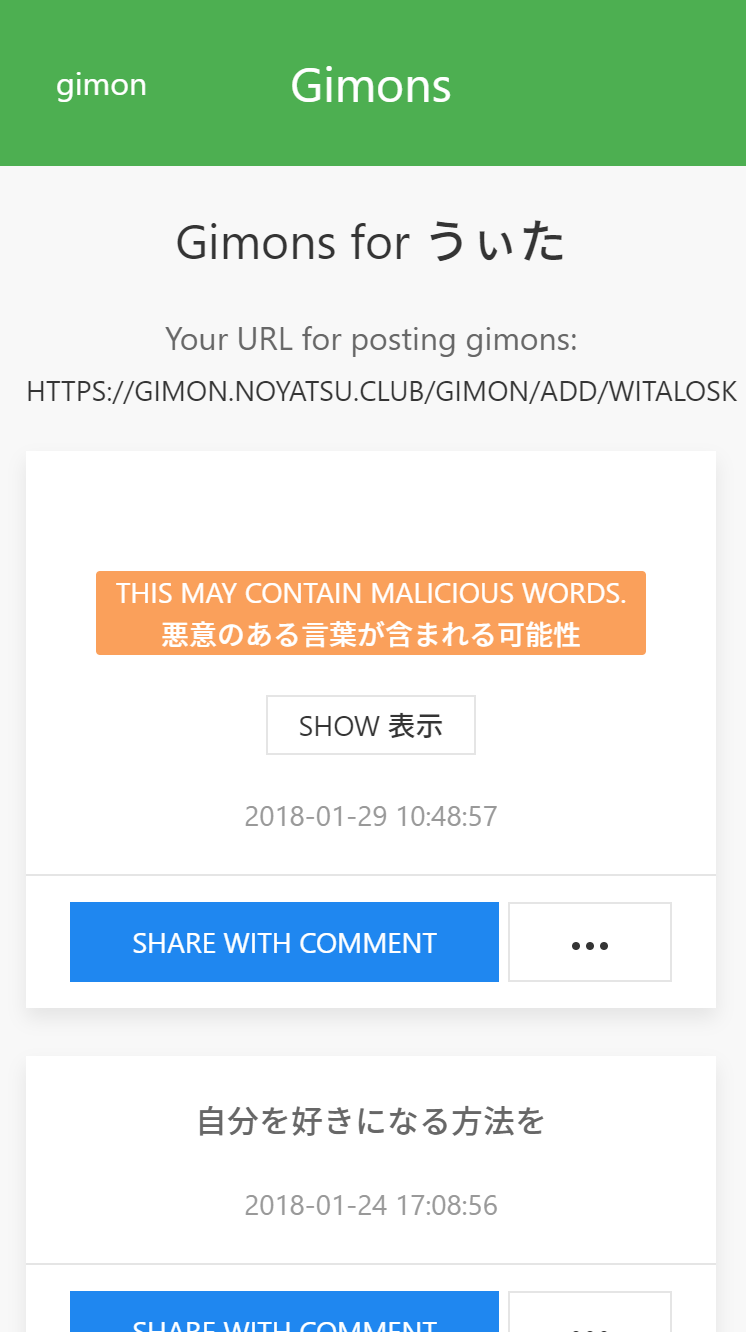 gimon
Gimons
Gimons for うぃた
Your URL for posting gimons:
HTTPS://GIMON.NOYATSU.CLUB/GIMON/ADD/WITALOSK
THIS MAY CONTAIN MALICIOUS WORDS.
悪意のある言葉が含まれる可能性
SHOW 表示
2018-01-29 10:48:57
SHARE WITH COMMENT
•••
自分を好きになる方法を
2018-01-24 17:08:56
SHARE WITH COMMENT
•••